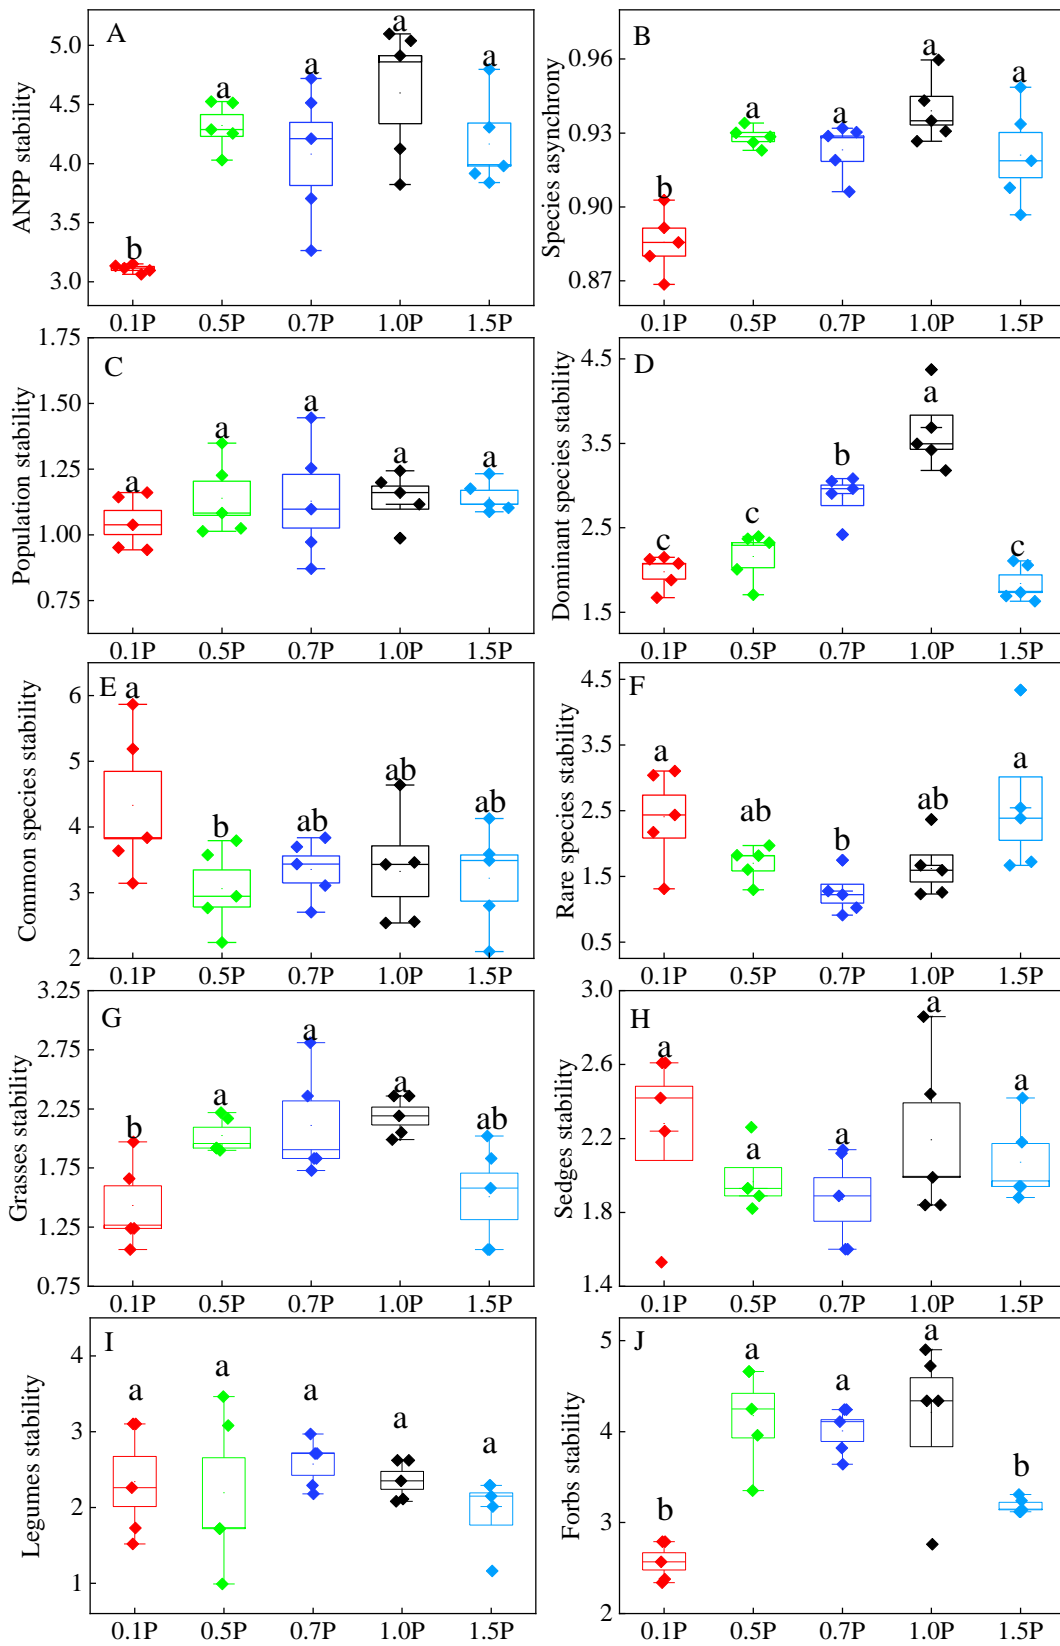 A
ANPP stability
5.0
4.5
4.0
3.5
3.0
b
a
a
a
a
0.1P 0.5P 0.7P 1.0P 1.5P
B
Species asynchrony
0.96
0.93
0.90
0.87
b
a
a
a
a
0.1P 0.5P 0.7P 1.0P 1.5P
C
Population stability
1.75
1.50
1.25
1.00
0.75
a
a
a
a
a
0.1P 0.5P 0.7P 1.0P 1.5P
D
Dominant species stability
4.5
3.5
2.5
1.5
c
c
b
a
c
0.1P 0.5P 0.7P 1.0P 1.5P
E
Common species stability
6
5
4
3
2
a
b
ab
ab
ab
0.1P 0.5P 0.7P 1.0P 1.5P
F
Rare species stability
4.5
3.5
2.5
1.5
0.5
a
ab
b
ab
a
0.1P 0.5P 0.7P 1.0P 1.5P
G
Grasses stability
3.25
2.75
2.25
1.75
1.25
0.75
b
a
a
a
ab
0.1P 0.5P 0.7P 1.0P 1.5P
H
Sedges stability
3.0
2.6
2.2
1.8
1.4
a
a
a
a
a
0.1P 0.5P 0.7P 1.0P 1.5P
I
Legumes stability
4
3
2
1
a
a
a
a
a
0.1P 0.5P 0.7P 1.0P 1.5P
J
Forbs stability
5
4
3
2
b
a
a
a
b
0.1P 0.5P 0.7P 1.0P 1.5P